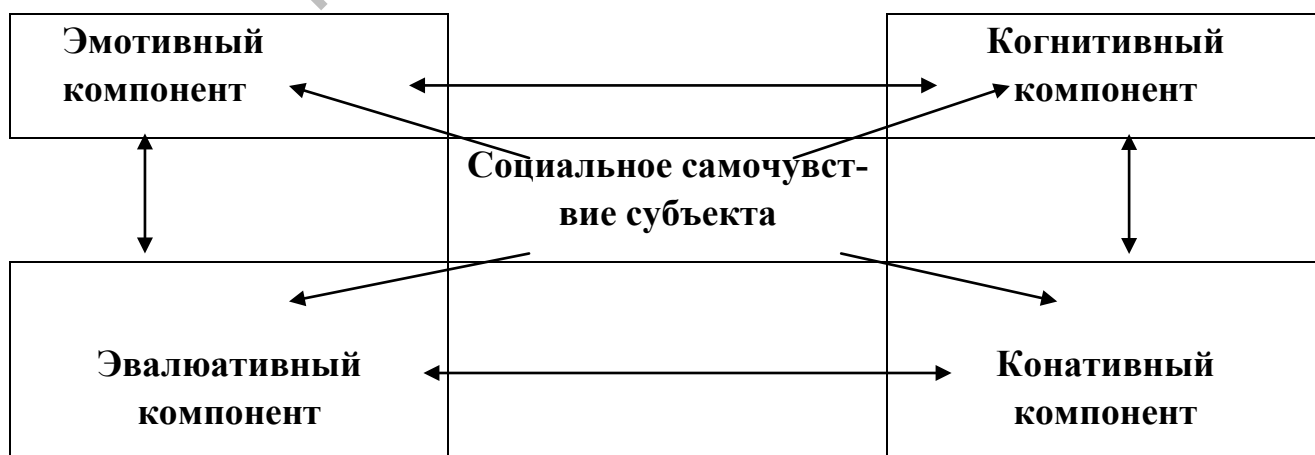 Эмотивный
компонент
Когнитивный
компонент
Социальное самочувст-
вие субъекта
Эвалюативный
компонент
Конативный
компонент